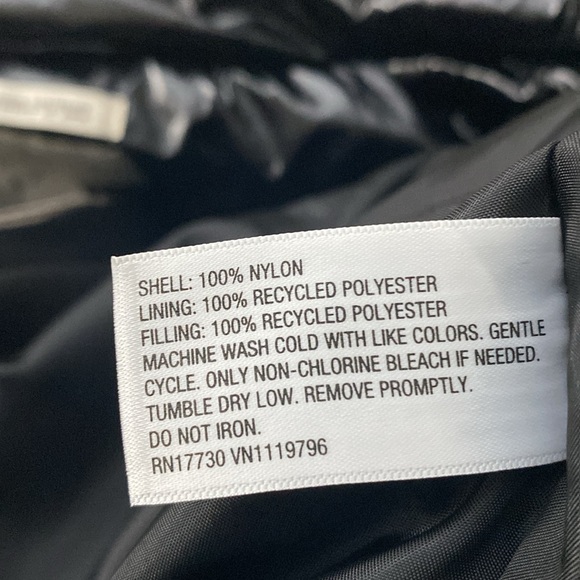 SHELL: 100% NYLON
LINING: 100% RECYCLED POLYESTER
FILLING: 100% RECYCLED POLYESTER
MACHINE WASH COLD WITH LIKE COLORS. GENTLE
CYCLE. ONLY NON-CHLORINE BLEACH IF NEEDED.
TUMBLE DRY LOW. REMOVE PROMPTLY.
DO NOT IRON.
RN17730 VN1119796